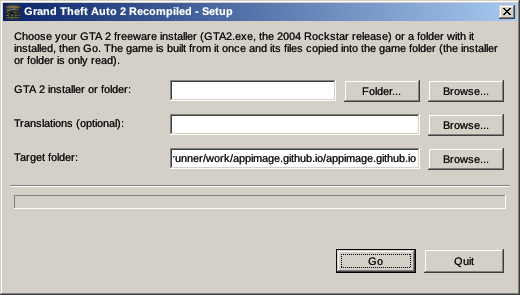 Grand Theft Auto 2 Recompiled - Setup
Choose your GTA 2 freeware installer (GTA2.exe, the 2004 Rockstar release) or a folder with it
installed, then Go. The game is built from it once and its files copied into the game folder (the installer
or folder is only read).
GTA 2 installer or folder:
Folder...
Browse...
Translations (optional):
Browse...
Target folder:
runner/work/appimage.github.io/appimage.github.io
Browse...
Go
Quit